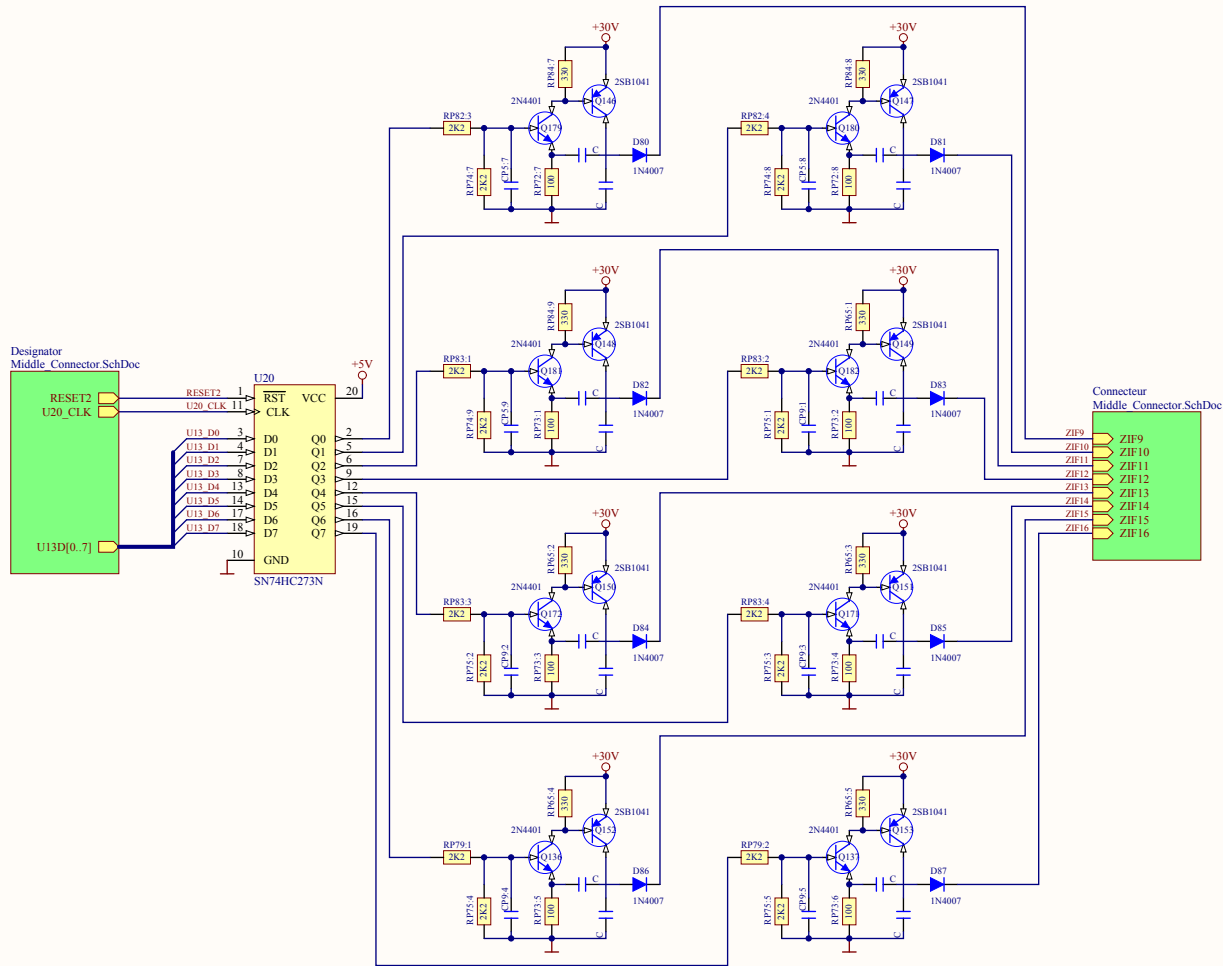 +30V
+30V
RP84:7
330
2SB1041
Q146
2N4401
Q179
RP82:3
2K2
RP74:7
2K2
CP5:7
RP72:7
100
C
C
D80
1N4007
RP84:8
330
2SB1041
Q147
2N4401
Q180
RP82:4
2K2
RP74:8
2K2
CP5:8
RP72:8
100
C
C
D81
1N4007
+30V
+30V
RP84:9
330
2SB1041
Q148
2N4401
Q181
RP83:1
2K2
RP74:9
2K2
CP5:9
RP73:1
100
C
C
D82
1N4007
RP65:1
330
2SB1041
Q149
2N4401
Q182
RP83:2
2K2
RP75:1
2K2
CP9:1
RP73:2
100
C
C
D83
1N4007
Designator
Middle_Connector.SchDoc
RESET2
U20_CLK
U13D[0..7]
RESET2
U20_CLK
U13_D0
U13_D1
U13_D2
U13_D3
U13_D4
U13_D5
U13_D6
U13_D7
+5V
U20
1 RST VCC 20
11 CLK
3 D0 Q0 2
4 D1 Q1 5
7 D2 Q2 6
8 D3 Q3 9
13 D4 Q4 12
14 D5 Q5 15
17 D6 Q6 16
18 D7 Q7 19
10 GND
SN74HC273N
Connecteur
Middle_Connector.SchDoc
ZIF9 ZIF9
ZIF10 ZIF10
ZIF11 ZIF11
ZIF12 ZIF12
ZIF13 ZIF13
ZIF14 ZIF14
ZIF15 ZIF15
ZIF16 ZIF16
+30V
+30V
RP65:2
330
2SB1041
Q150
2N4401
Q172
RP83:3
2K2
RP75:2
2K2
CP9:2
RP73:3
100
C
C
D84
1N4007
RP65:3
330
2SB1041
Q151
2N4401
Q171
RP83:4
2K2
RP75:3
2K2
CP9:3
RP73:4
100
C
C
D85
1N4007
+30V
+30V
RP65:4
330
2SB1041
Q152
2N4401
Q136
RP79:1
2K2
RP75:4
2K2
CP9:4
RP73:5
100
C
C
D86
1N4007
RP65:5
330
2SB1041
Q153
2N4401
Q137
RP79:2
2K2
RP75:5
2K2
CP9:5
RP73:6
100
C
C
D87
1N4007